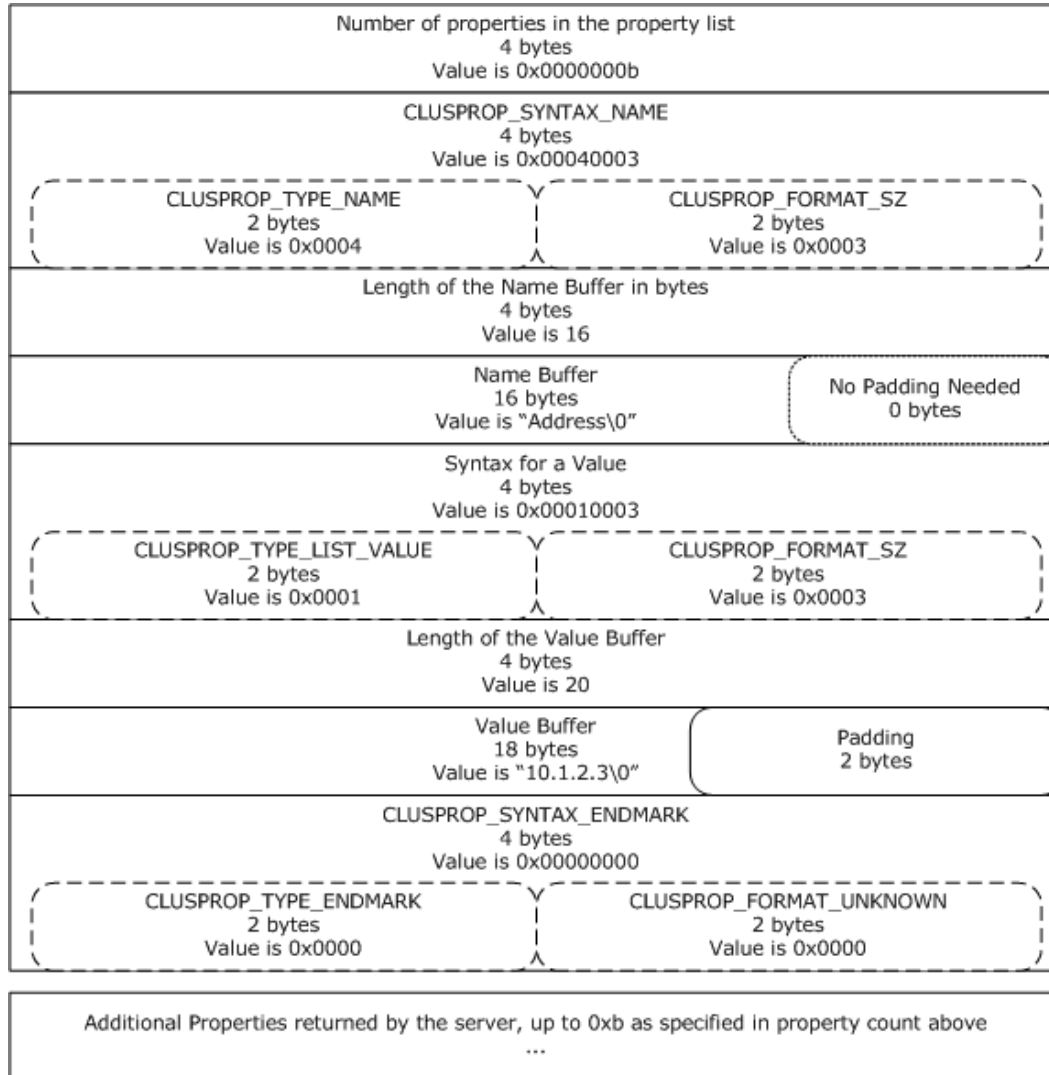 Number of properties in the property list
4 bytes
Value is 0x0000000b
CLUSPROP_SYNTAX_NAME
4 bytes
Value is 0x00040003
CLUSPROP_TYPE_NAME
2 bytes
Value is 0x0004
CLUSPROP_FORMAT_SZ
2 bytes
Value is 0x0003
Length of the Name Buffer in bytes
4 bytes
Value is 16
Name Buffer
16 bytes
Value is “Address\0”
No Padding Needed
0 bytes
Syntax for a Value
4 bytes
Value is 0x00010003
CLUSPROP_TYPE_LIST_VALUE
2 bytes
Value is 0x0001
CLUSPROP_FORMAT_SZ
2 bytes
Value is 0x0003
Length of the Value Buffer
4 bytes
Value is 20
Value Buffer
18 bytes
Value is “10.1.2.3\0”
Padding
2 bytes
CLUSPROP_SYNTAX_ENDMARK
4 bytes
Value is 0x00000000
CLUSPROP_TYPE_ENDMARK
2 bytes
Value is 0x0000
CLUSPROP_FORMAT_UNKNOWN
2 bytes
Value is 0x0000
Additional Properties returned by the server, up to 0xb as specified in property count above
...